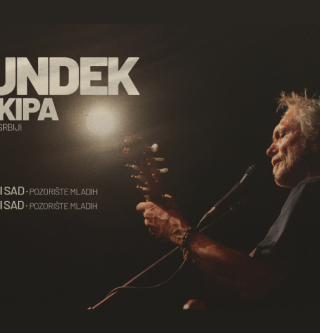 UNDEK
KIPA
SRBIJI
I SAD - POZORIŠTE MLADIH
I SAD - POZORIŠTE MLADIH